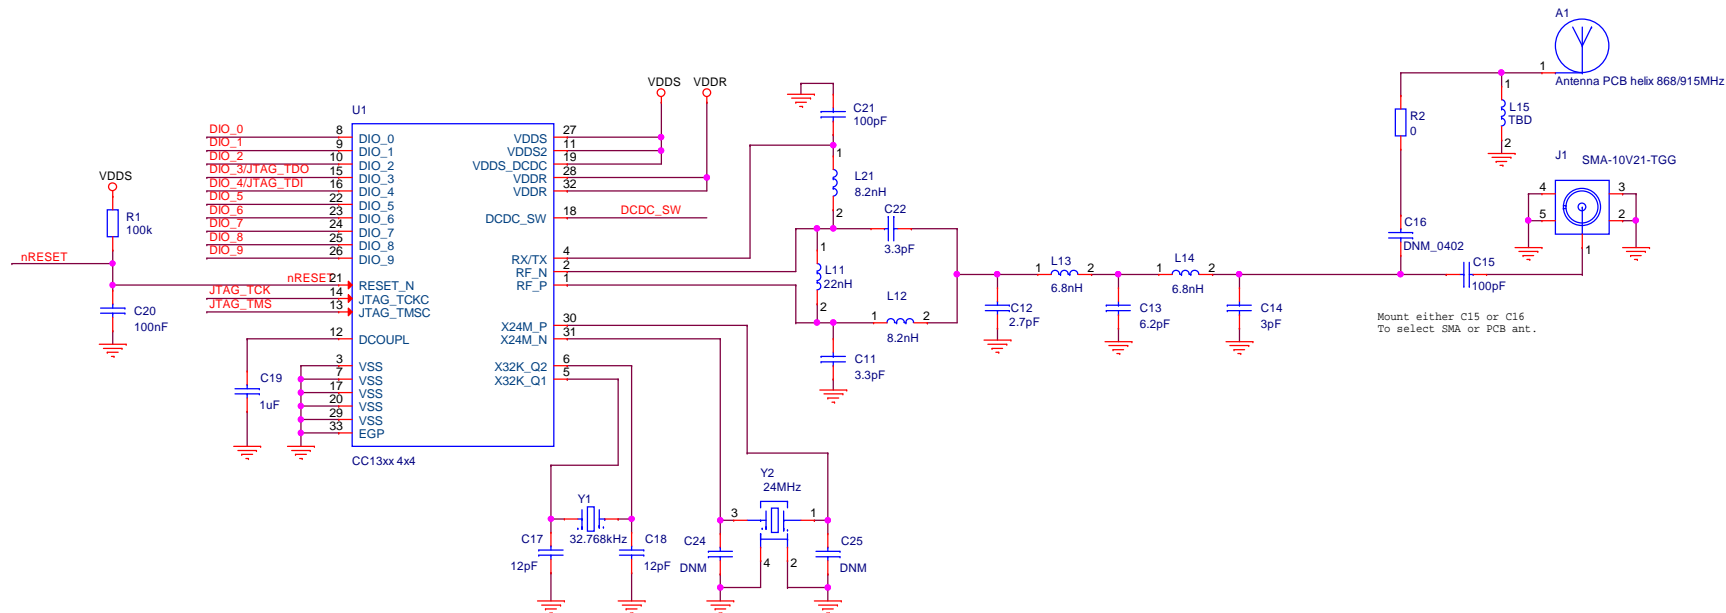 A1
1
Antenna PCB helix 868/915MHz
R2
0
1
L15
TBD
2
J1
SMA-10V21-TGG
4
3
5
2
1
C16
DNM_0402
C15
100pF
Mount either C15 or C16
To select SMA or PCB ant.
VDDS
VDDR
C21
100pF
1
L21
8.2nH
2
C22
3.3pF
1
L11
22nH
2
L12
1
2
8.2nH
C11
3.3pF
C12
2.7pF
L13
1
2
6.8nH
C13
6.2pF
L14
1
2
6.8nH
C14
3pF
U1
DIO_0
8
DIO_0
DIO_1
9
DIO_1
DIO_2
10
DIO_2
DIO_3/JTAG_TDO
15
DIO_3
DIO_4/JTAG_TDI
16
DIO_4
DIO_5
22
DIO_5
DIO_6
23
DIO_6
DIO_7
24
DIO_7
DIO_8
25
DIO_8
DIO_9
26
DIO_9
nRESET
21
RESET_N
JTAG_TCK
14
JTAG_TCKC
JTAG_TMS
13
JTAG_TMSC
12
DCOUPL
3
VSS
7
VSS
17
VSS
20
VSS
29
VSS
33
EGP
VDDS
27
VDDS2
11
VDDS_DCDC
19
VDDR
28
VDDR
32
DCDC_SW
18
DCDC_SW
RX/TX
4
RF_N
2
RF_P
1
X24M_P
30
X24M_N
31
X32K_Q2
6
X32K_Q1
5
CC13xx 4x4
VDDS
R1
100k
nRESET
C20
100nF
C19
1uF
Y1
32.768kHz
C17
12pF
C18
12pF
Y2
24MHz
3
1
4
2
C24
DNM
C25
DNM